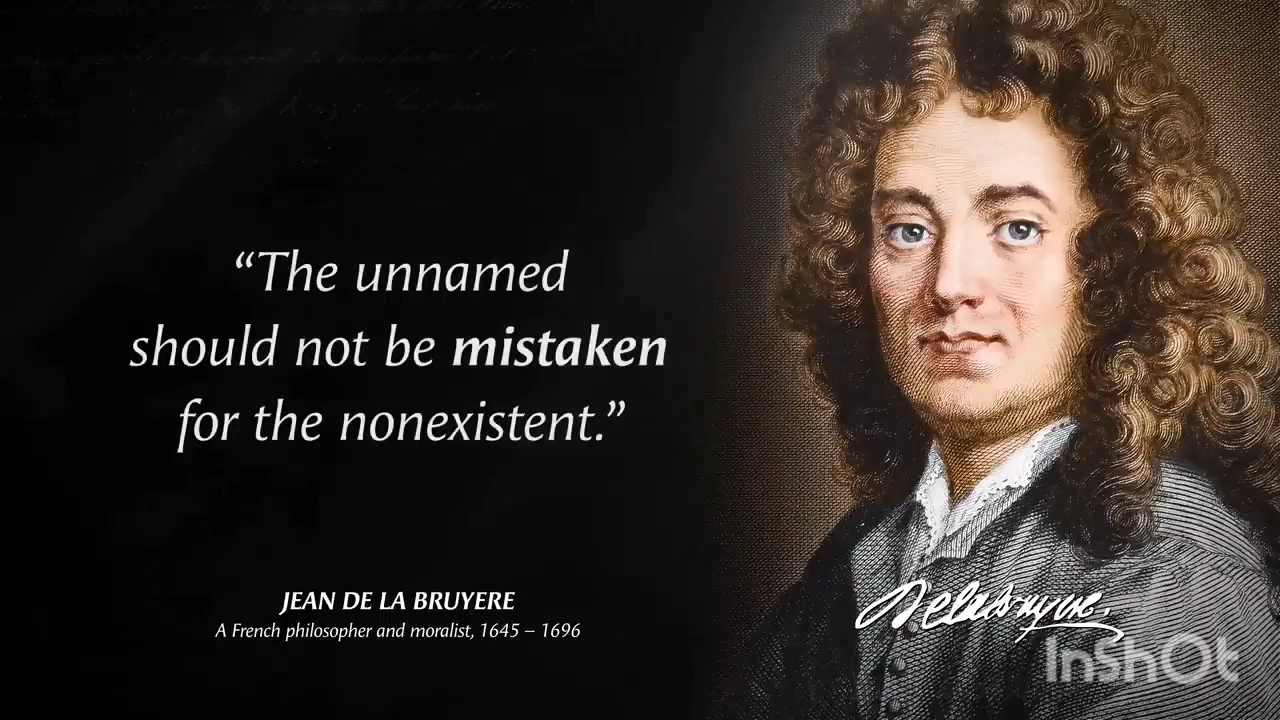 “The unnamed
should not be mistaken
for the nonexistent.”
JEAN DE LA BRUYERE
A French philosopher and moralist, 1645 – 1696
Delabruyere.
InShOt